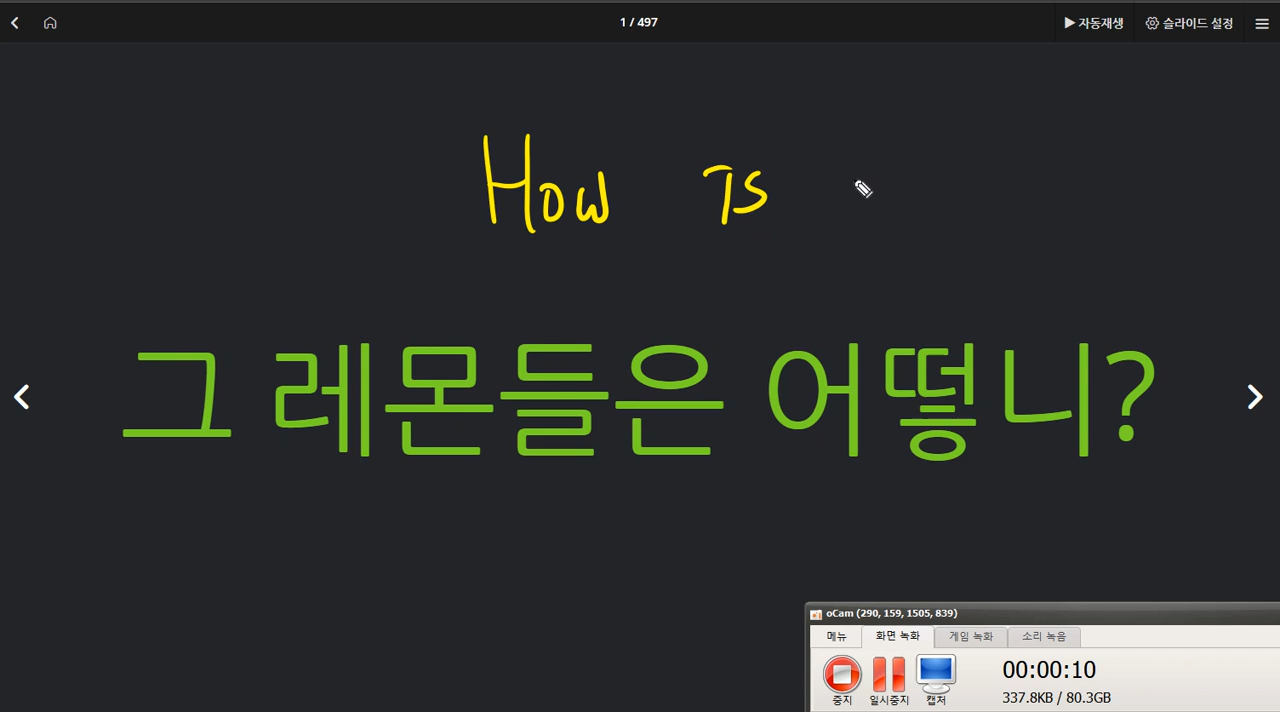 1 / 497
자동재생
슬라이드 설정
How is
그 레몬들은 어떻니?
oCam (290, 159, 1505, 839)
메뉴 화면 녹화 게임 녹화 소리 녹음
00:00:10
337.8KB / 80.3GB
중지 일시중지 캡처